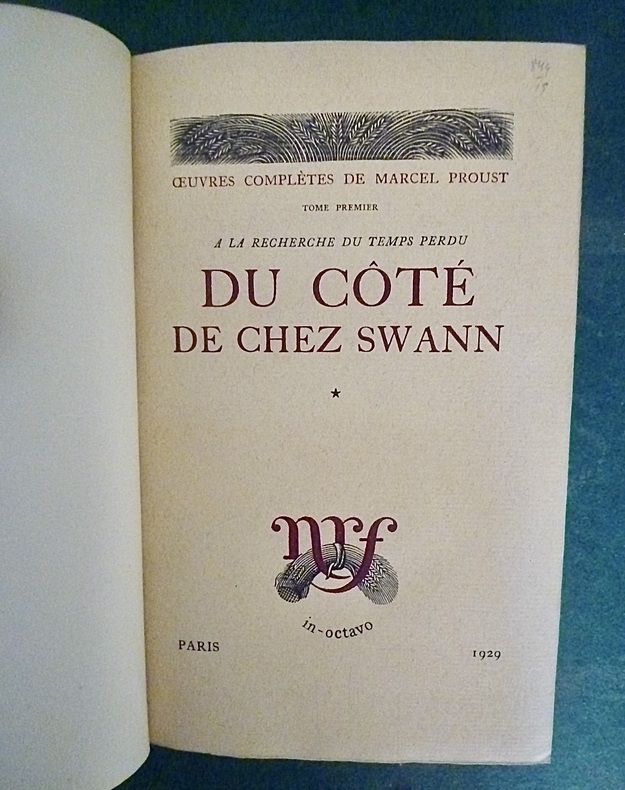 ŒUVRES COMPLÈTES DE MARCEL PROUST
TOME PREMIER
A LA RECHERCHE DU TEMPS PERDU
DU CÔTÉ
DE CHEZ SWANN
★
nrf
in-octavo
PARIS 1929